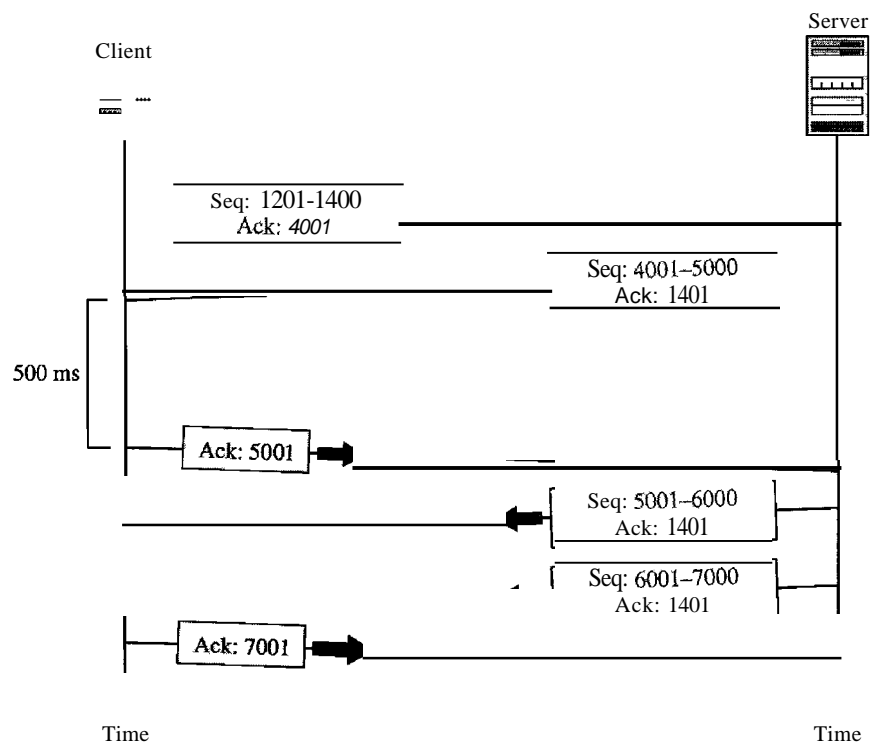 Server
Client
Seq: 1201-1400
Ack: 4001
Seq: 4001–5000
Ack: 1401
500 ms
Ack: 5001
Seq: 5001–6000
Ack: 1401
Seq: 6001–7000
Ack: 1401
Ack: 7001
Time
Time